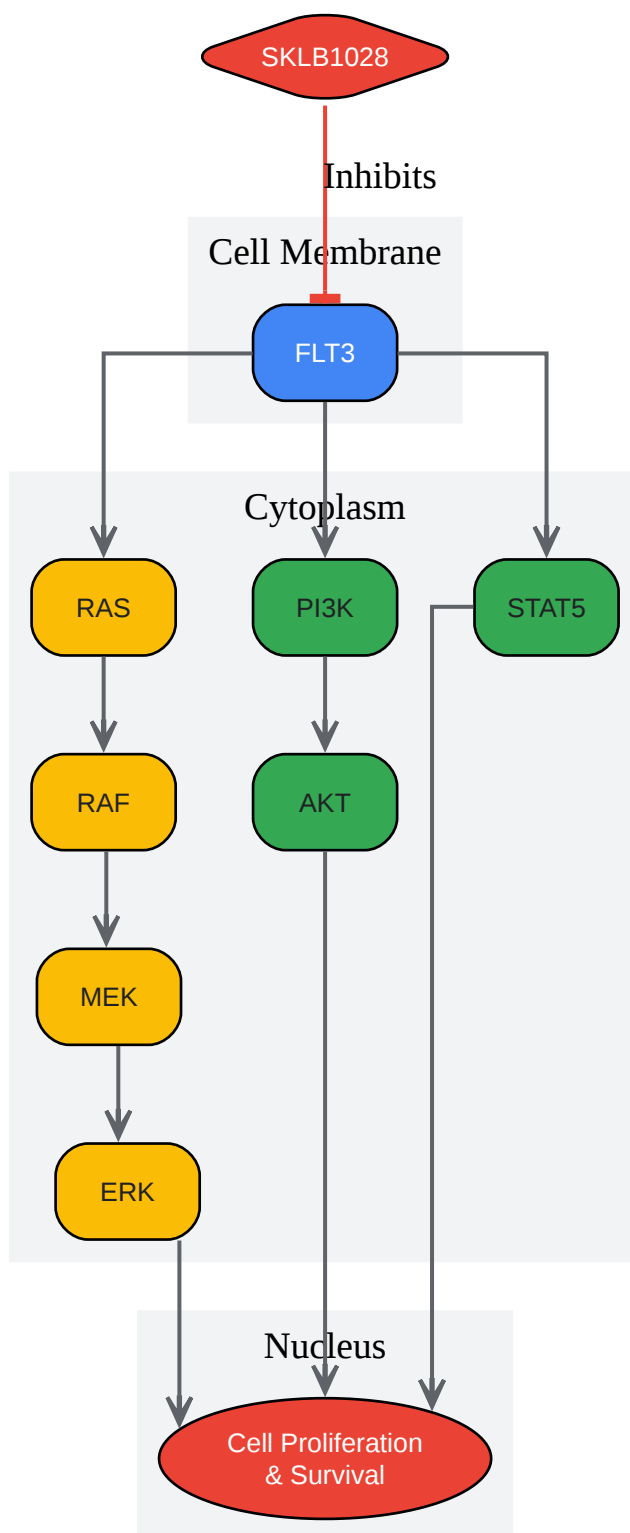 SKLB1028
Inhibits
Cell Membrane
FLT3
Cytoplasm
RAS
PI3K
STAT5
RAF
AKT
MEK
ERK
Nucleus
Cell Proliferation
& Survival